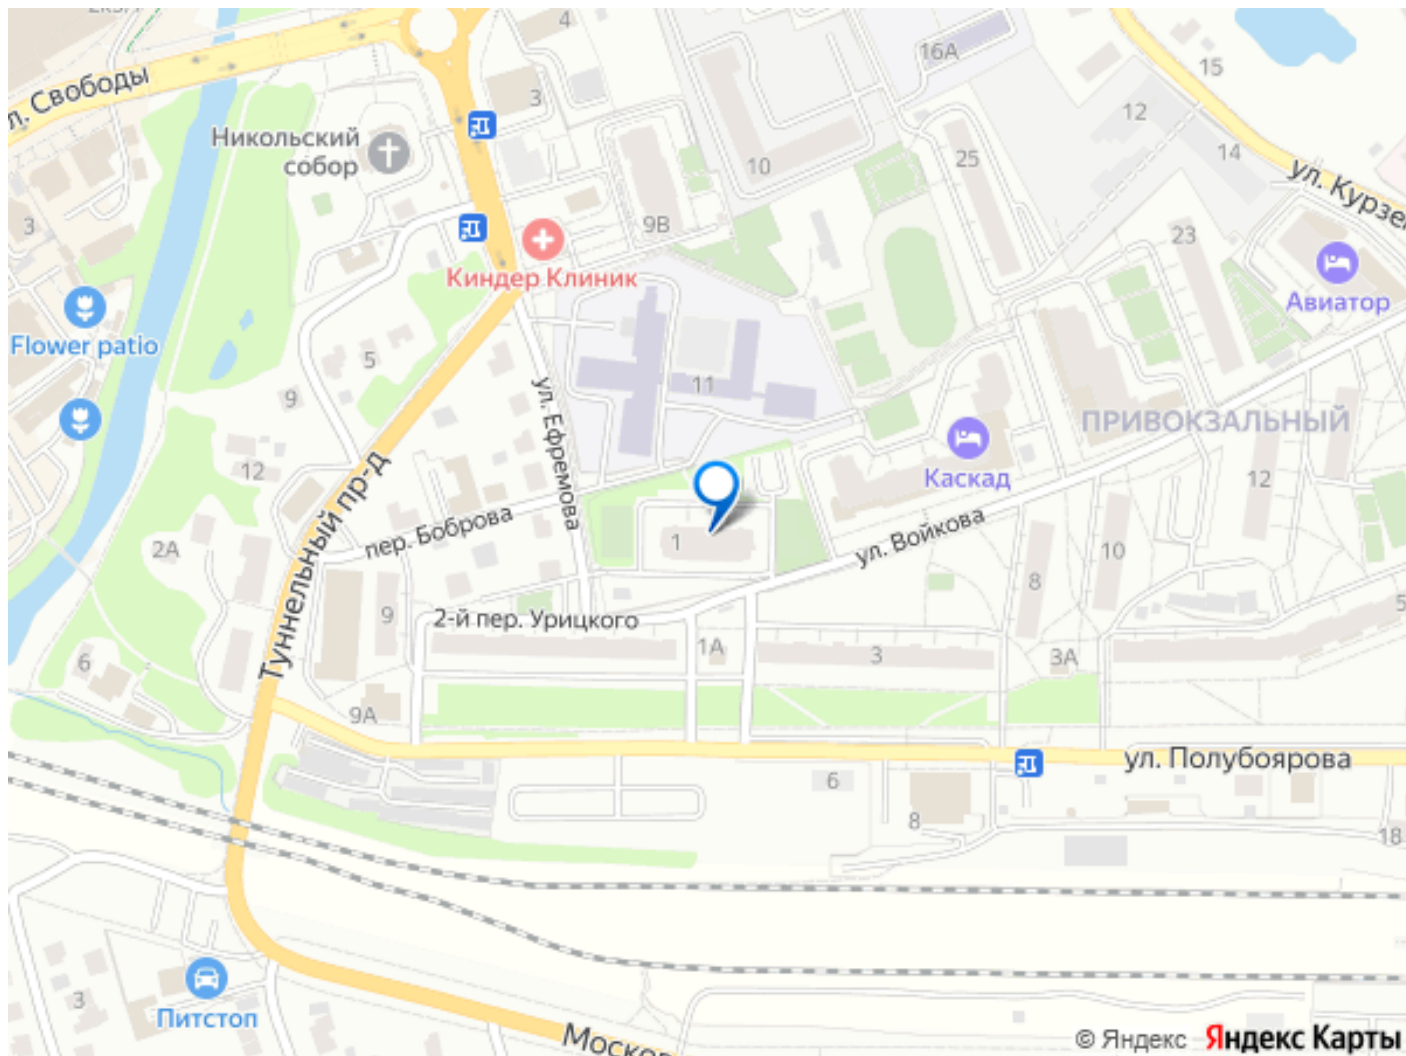 4
16А
15
ул. Свободы
3
12
Никольский
собор
10
25
14
ул. Курзе
3
9В
23
Киндер Клиник
Авиатор
Flower patio
5
11
9
ул. Ефремова
ПРИВОКЗАЛЬНЫЙ
Каскад
12
12
Туннельный пр-д
пер. Боброва
1
ул. Войкова
2А
10
8
9
2-й пер. Урицкого
5
1А
3
3А
6
9А
ул. Полубоярова
6
8
18
3
Питстоп
Моско
© Яндекс Яндекс Карты